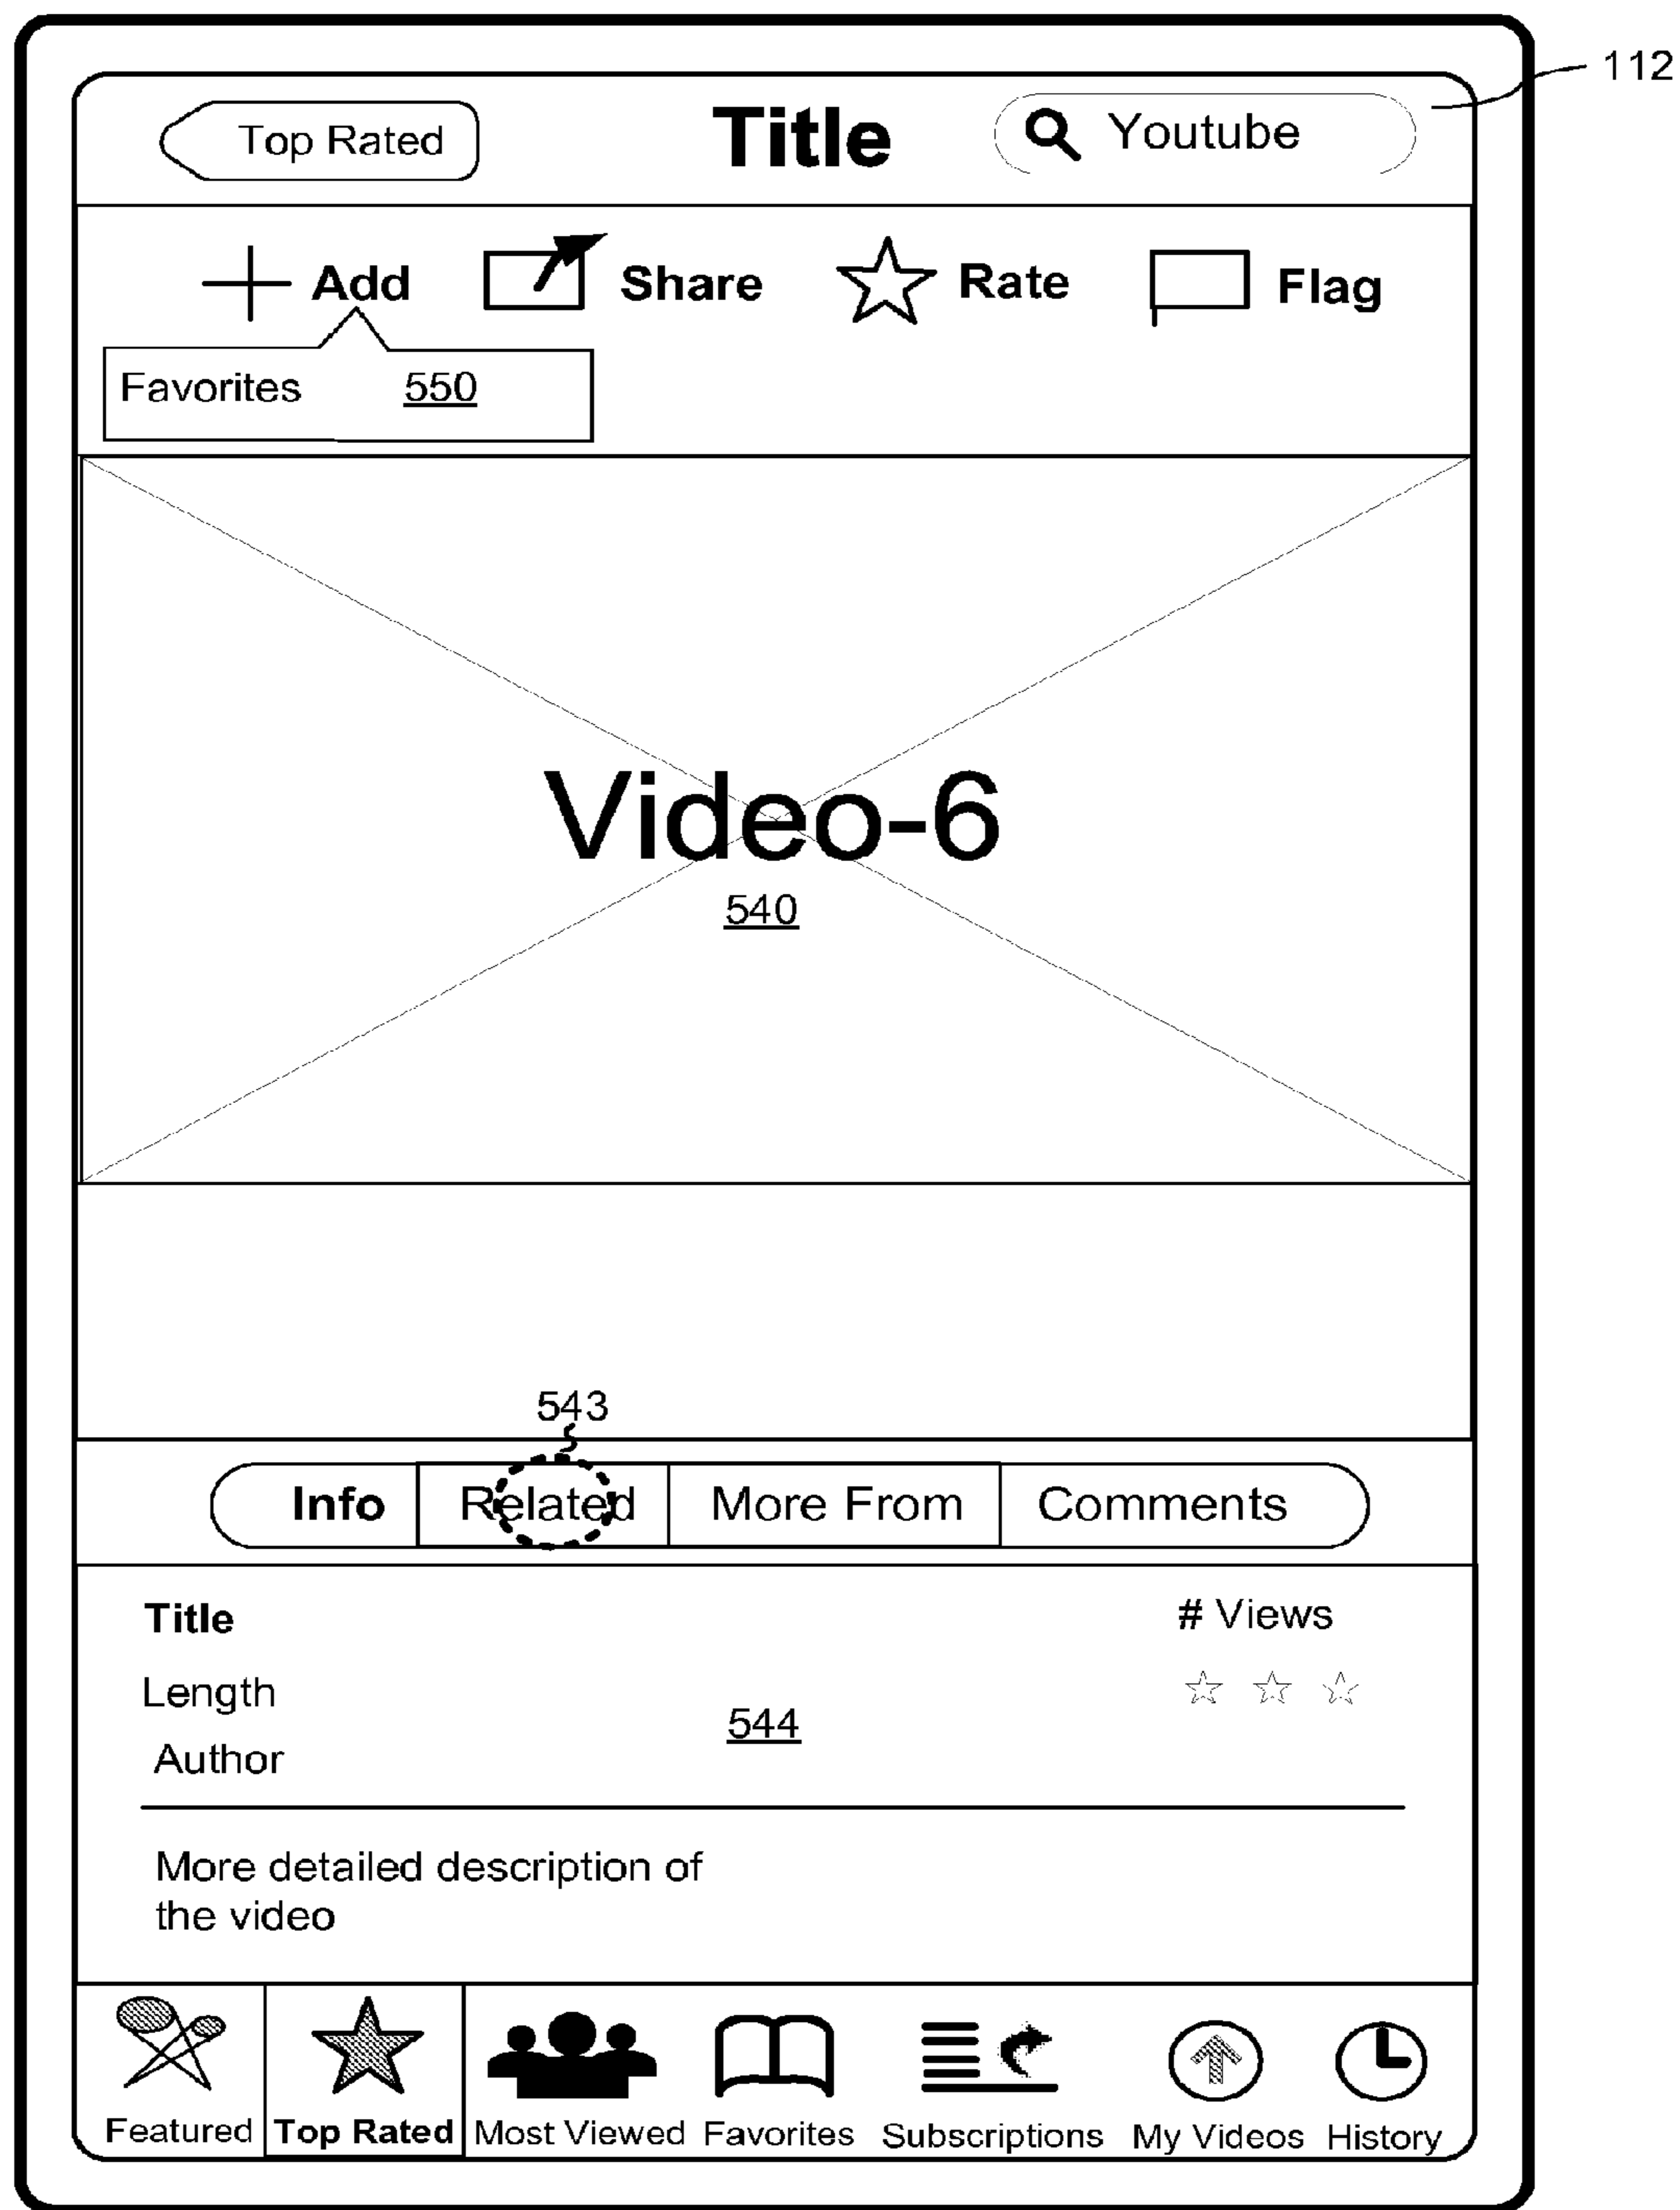 112
Top Rated Title Youtube
Add Share Rate Flag
Favorites 550
Video-6
540
543
Info Related More From Comments
Title # Views
Length
544
Author
More detailed description of
the video
Featured Top Rated Most Viewed Favorites Subscriptions My Videos History